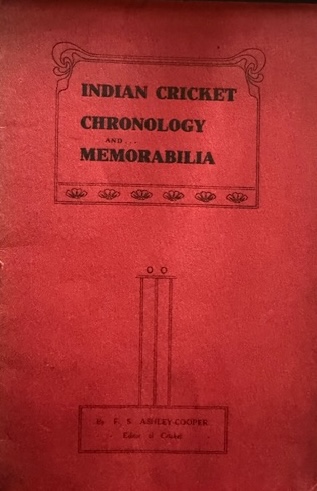 INDIAN CRICKET
CHRONOLOGY
AND...
MEMORABILIA
By F. S. ASHLEY-COOPER
Editor of Cricket